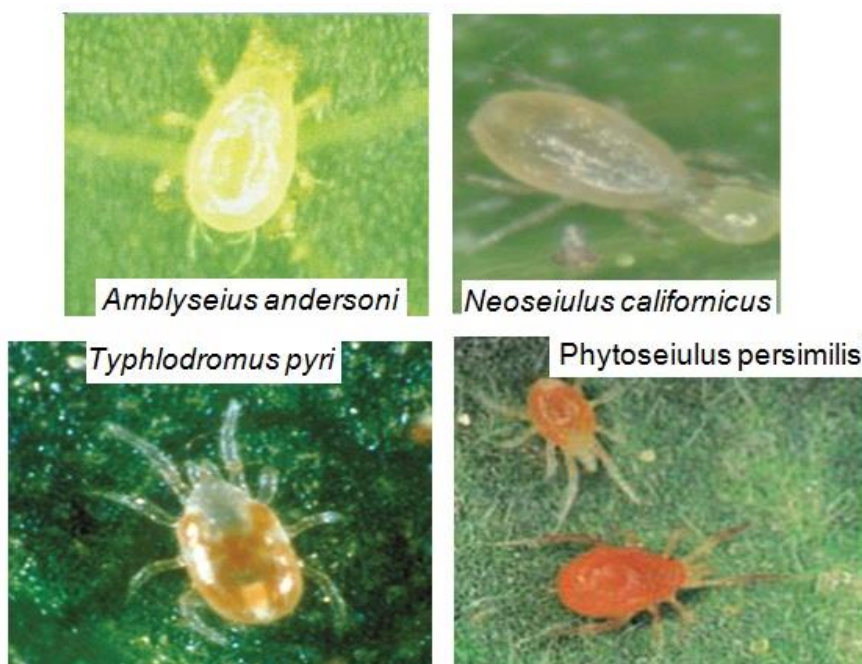 Amblyseius andersoni
Neoseiulus californicus
Typhlodromus pyri
Phytoseiulus persimilis